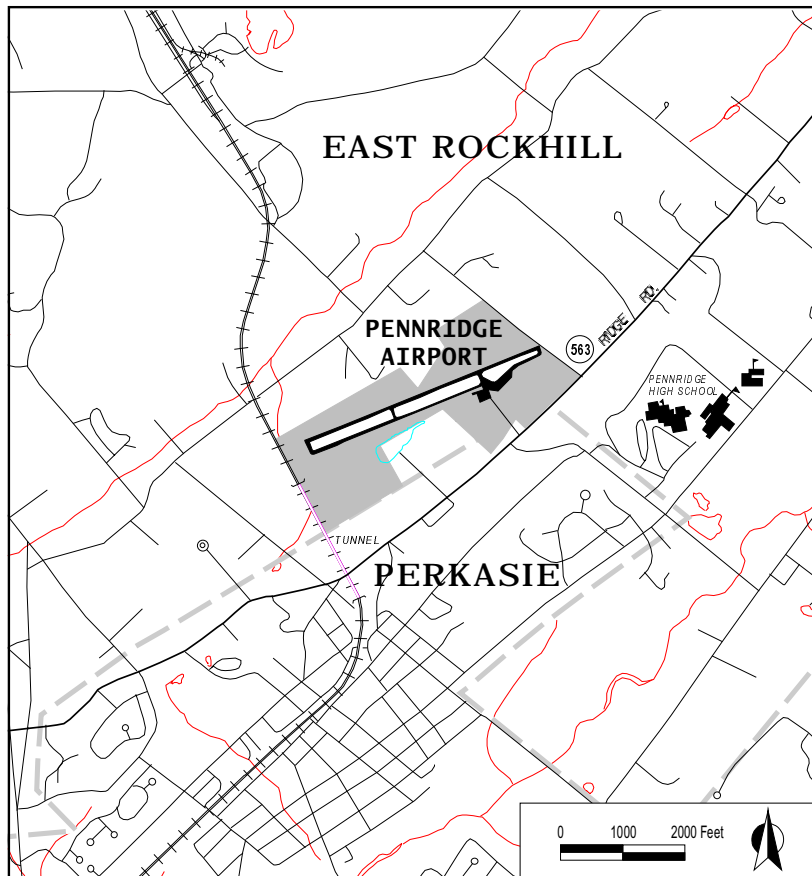 EAST ROCKHILL
PENNRIDGE
AIRPORT
563
RIDGE RD.
PENNRIDGE
HIGH SCHOOL
TUNNEL
PERKASIE
0 1000 2000 Feet